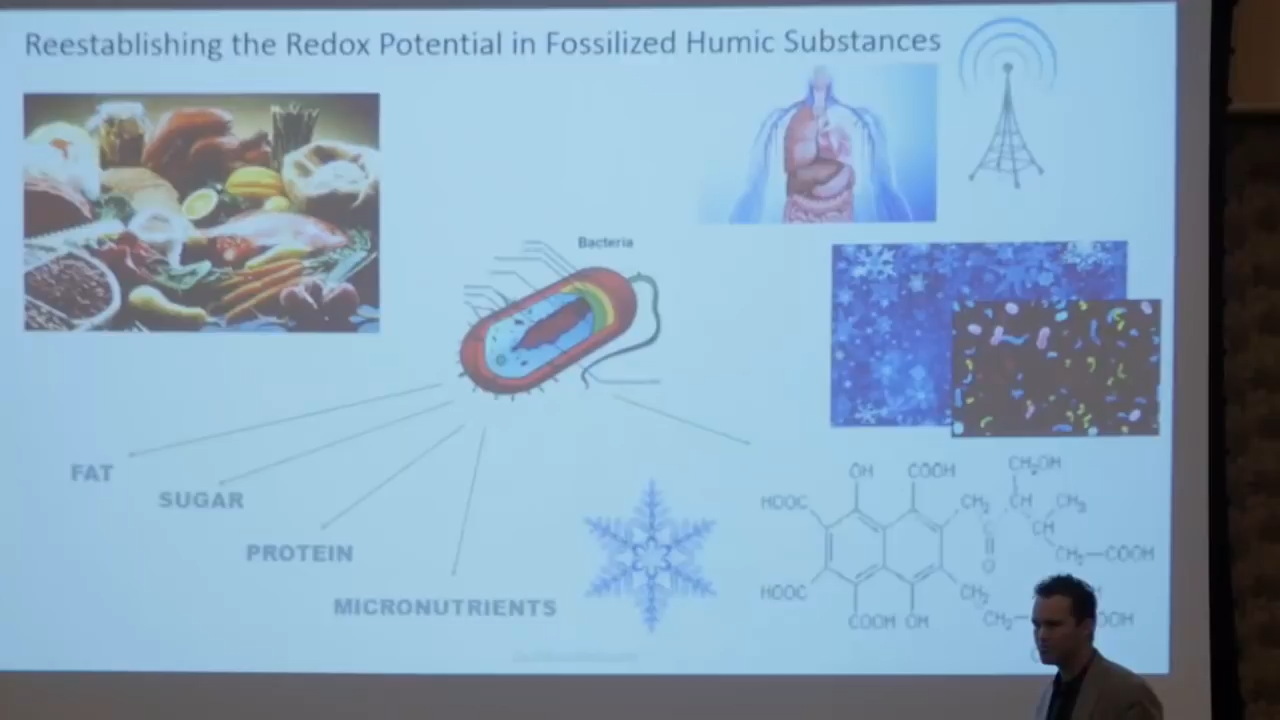 Reestablishing the Redox Potential in Fossilized Humic Substances
Bacteria
FAT
SUGAR
PROTEIN
MICRONUTRIENTS
OH
COOH
CH₂OH
HOOC
CH₂
CH
CH₃
CH
CH₂—COOH
O
HOOC
CH₂
COOH
OH
CH₂—
OOH